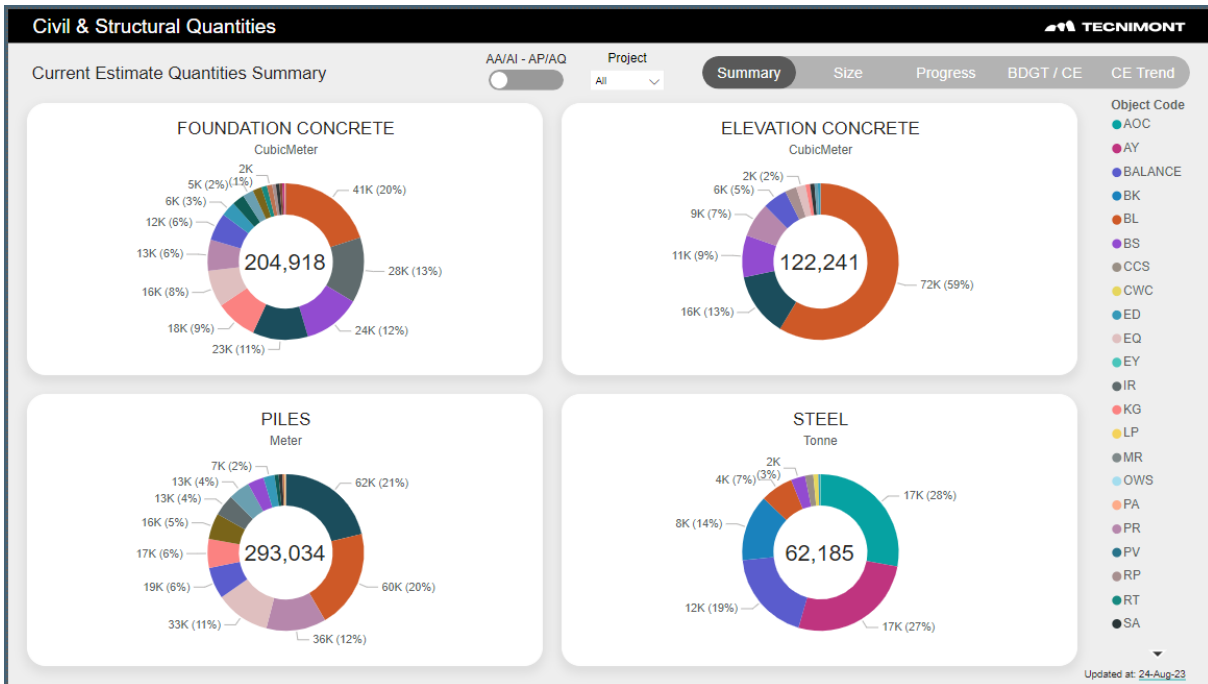 Civil & Structural Quantities
TECNIMONT
Current Estimate Quantities Summary
AA/AI - AP/AQ
Project
All
Summary
Size
Progress
BDGT / CE
CE Trend
FOUNDATION CONCRETE
CubicMeter
2K
(1%)
5K (2%)
6K (3%)
12K (6%)
13K (6%)
16K (8%)
18K (9%)
23K (11%)
24K (12%)
28K (13%)
41K (20%)
204,918
ELEVATION CONCRETE
CubicMeter
2K (2%)
6K (5%)
9K (7%)
11K (9%)
16K (13%)
72K (59%)
122,241
PILES
Meter
7K (2%)
13K (4%)
13K (4%)
16K (5%)
17K (6%)
19K (6%)
33K (11%)
36K (12%)
60K (20%)
62K (21%)
293,034
STEEL
Tonne
2K
(3%)
4K (7%)
8K (14%)
12K (19%)
17K (27%)
17K (28%)
62,185
Object Code
AOC
AY
BALANCE
BK
BL
BS
CCS
CWC
ED
EQ
EY
IR
KG
LP
MR
OWS
PA
PR
PV
RP
RT
SA
Updated at: 24-Aug-23